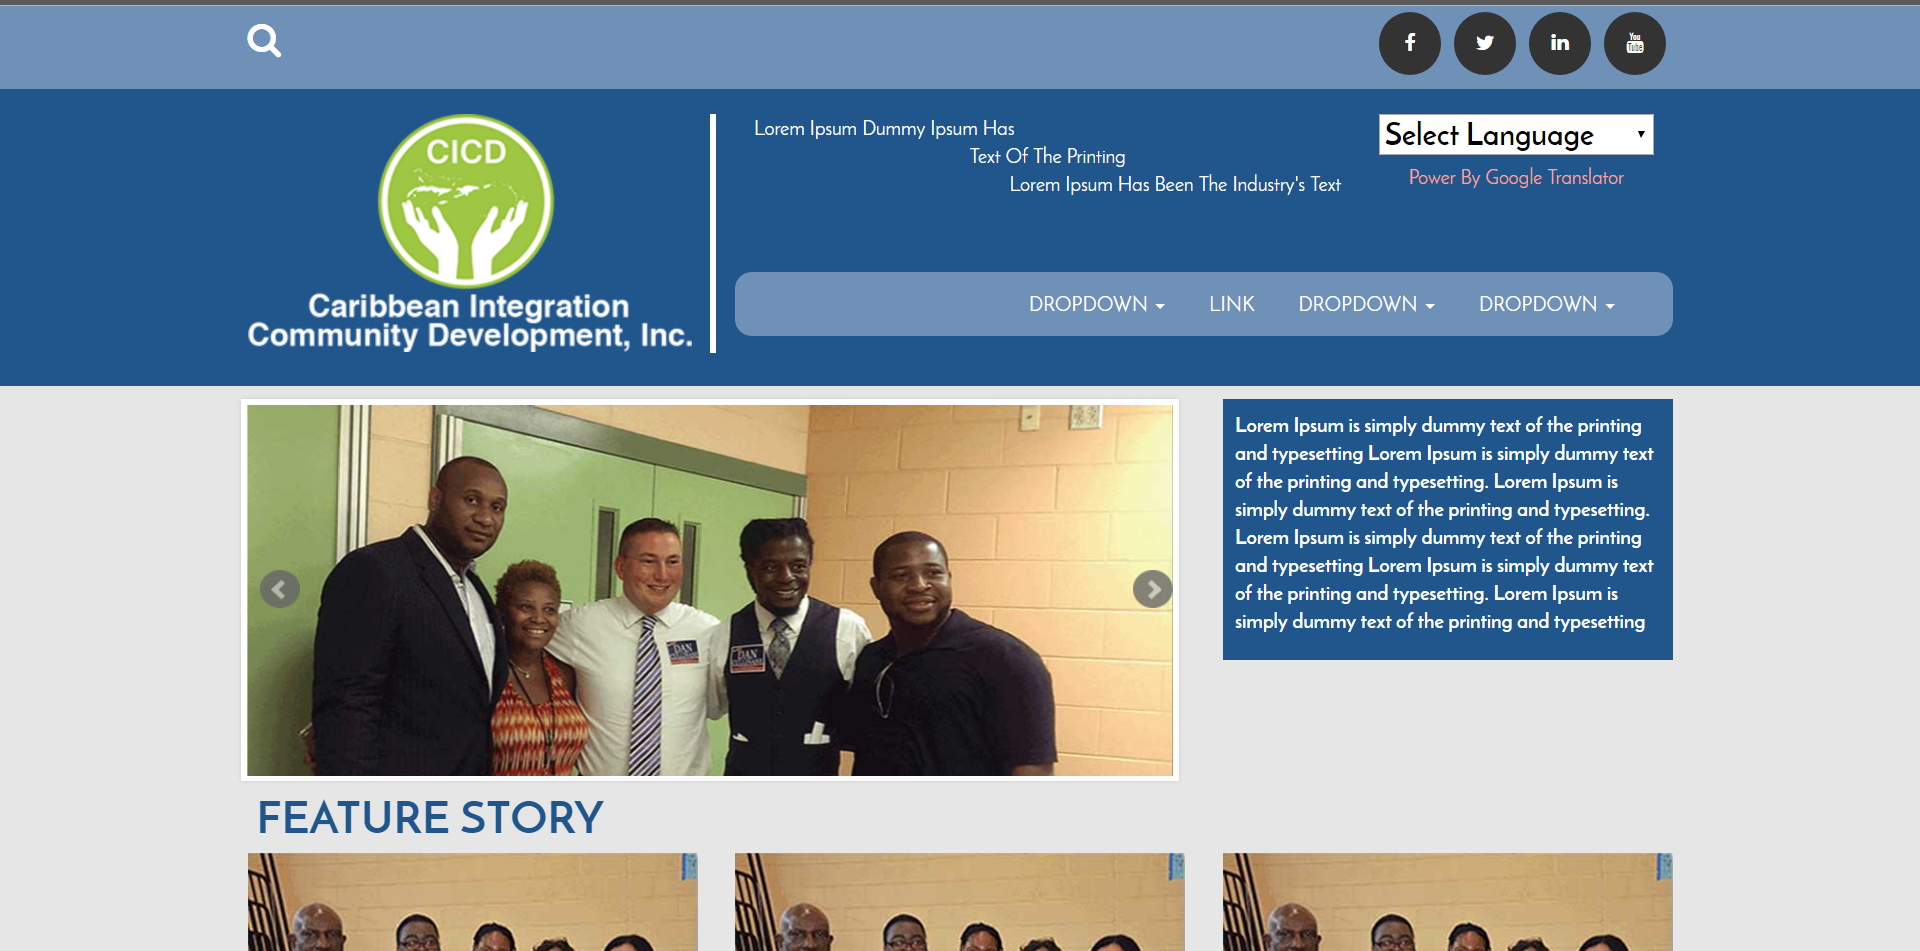 You
Tube
CICD
Caribbean Integration
Community Development, Inc.
Lorem Ipsum Dummy Ipsum Has
Text Of The Printing
Lorem Ipsum Has Been The Industry's Text
Select Language
Power By Google Translator
DROPDOWN LINK DROPDOWN DROPDOWN
DAN
DAN
Lorem Ipsum is simply dummy text of the printing
and typesetting Lorem Ipsum is simply dummy text
of the printing and typesetting. Lorem Ipsum is
simply dummy text of the printing and typesetting.
Lorem Ipsum is simply dummy text of the printing
and typesetting Lorem Ipsum is simply dummy text
of the printing and typesetting. Lorem Ipsum is
simply dummy text of the printing and typesetting
FEATURE STORY